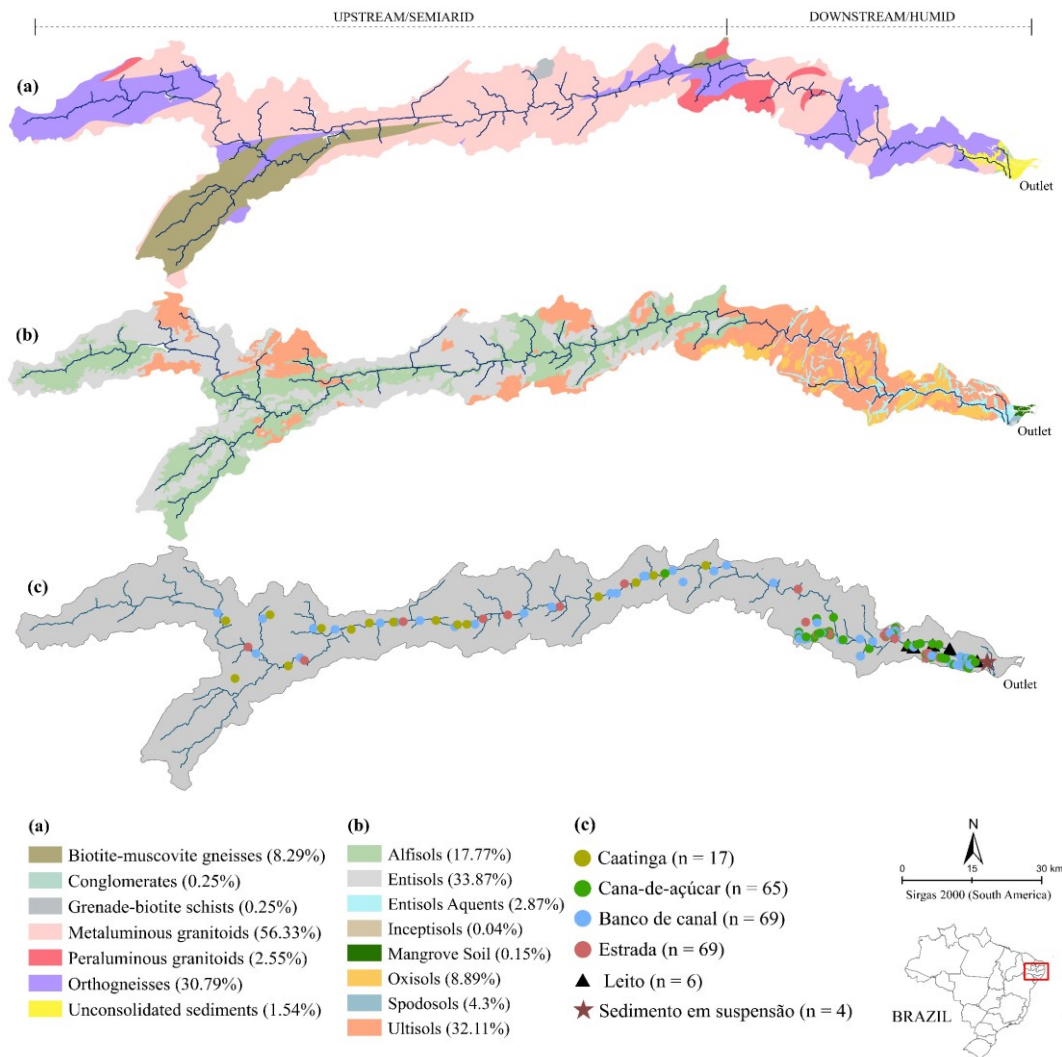 UPSTREAM/SEMIARID
DOWNSTREAM/HUMID
(a)
Outlet
(b)
Outlet
(c)
Outlet
(a)
Biotite-muscovite gneisses (8.29%)
Conglomerates (0.25%)
Grenade-biotite schists (0.25%)
Metaluminous granitoids (56.33%)
Peraluminous granitoids (2.55%)
Orthogneisses (30.79%)
Unconsolidated sediments (1.54%)
(b)
Alfisols (17.77%)
Entisols (33.87%)
Entisols Aquents (2.87%)
Inceptisols (0.04%)
Mangrove Soil (0.15%)
Oxisols (8.89%)
Spodosols (4.3%)
Ultisols (32.11%)
(c)
Caatinga (n = 17)
Cana-de-açúcar (n = 65)
Banco de canal (n = 69)
Estrada (n = 69)
Leito (n = 6)
Sedimento em suspensão (n = 4)
N
0 15 30 km
Sirgas 2000 (South America)
BRAZIL